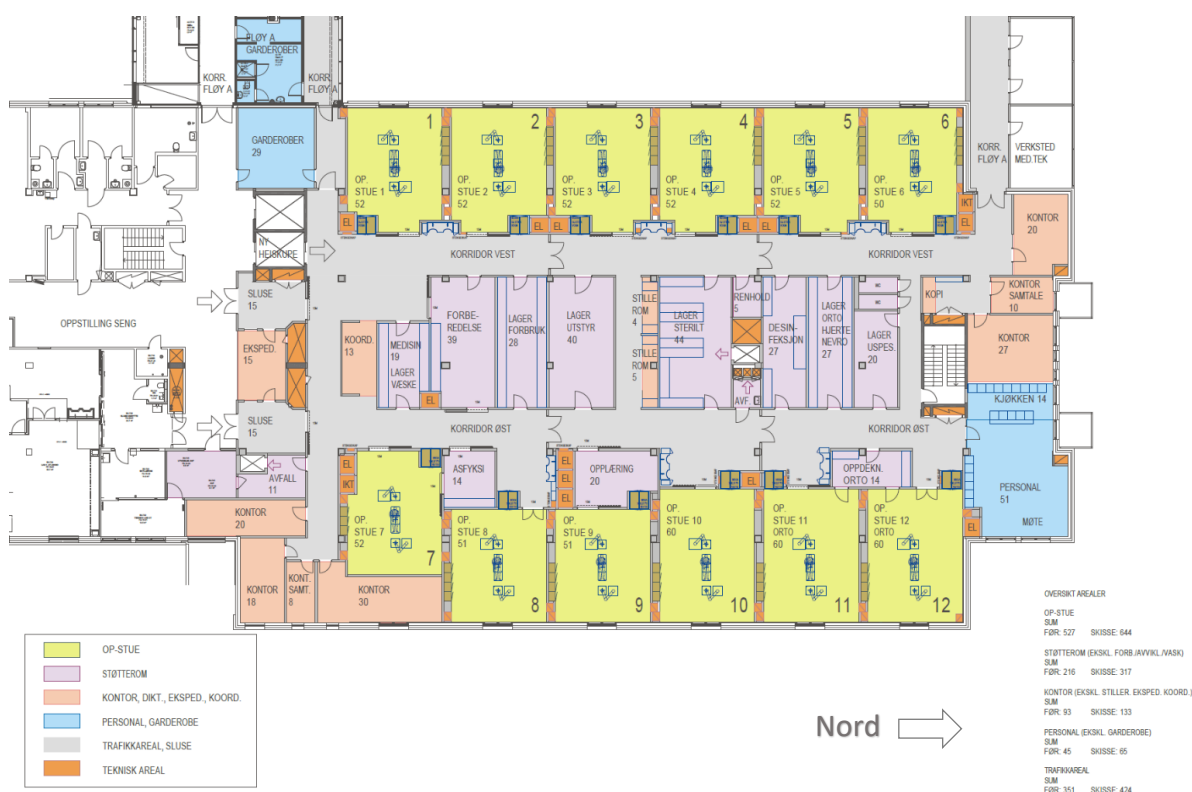 FLØY A
GARDEROBER
KORR.
FLØY A
KORR.
FLØY A
GARDEROBER
29
1
OP.
STUE 1
52
2
OP.
STUE 2
52
3
OP.
STUE 3
52
4
OP.
STUE 4
52
5
OP.
STUE 5
52
6
OP.
STUE 6
50
KORR.
FLØY A
VERKSTED
MED.TEK
EL
EL
EL
EL
EL
IKT
EL
KONTOR
20
NY
HEISKUPE
KORRIDOR VEST
KORRIDOR VEST
SLUSE
15
OPPSTILLING SENG
EKSPED.
15
SLUSE
15
KOORD.
13
MEDISIN
19
LAGER
VÆSKE
EL
FORBE-
REDELSE
39
LAGER
FORBRUK
28
LAGER
UTSTYR
40
STILLE
ROM
4
STILLE
ROM
5
LAGER
STERILT
44
RENHOLD
5
AVF.
DESIN-
FEKSJON
27
LAGER
ORTO
HJERTE
NEVRO
27
LAGER
USPES.
20
KOPI
KONTOR
SAMTALE
10
KONTOR
27
KJØKKEN 14
PERSONAL
51
MØTE
EL
KORRIDOR ØST
KORRIDOR ØST
AVFALL
11
KONTOR
20
KONTOR
18
KONT.
SAMT.
8
KONTOR
30
EL
IKT
OP.
STUE 7
52
7
ASFYKSI
14
OP.
STUE 8
51
8
EL
EL
EL
OPPLÆRING
20
OP.
STUE 9
51
9
EL
OP.
STUE 10
60
10
OP.
STUE 11
ORTO
60
11
OPPDEKN.
ORTO 14
OP.
STUE 12
ORTO
60
12
OP-STUE
STØTTEROM
KONTOR, DIKT., EKSPED., KOORD.
PERSONAL, GARDEROBE
TRAFIKKAREAL, SLUSE
TEKNISK AREAL
Nord
OVERSIKT AREALER
OP-STUE
SUM
FØR: 527 SKISSE: 644
STØTTEROM (EKSKL. FORB./AVVIKL./VASK)
SUM
FØR: 216 SKISSE: 317
KONTOR (EKSKL. STILLER. EKSPED. KOORD.)
SUM
FØR: 93 SKISSE: 133
PERSONAL (EKSKL. GARDEROBE)
SUM
FØR: 45 SKISSE: 65
TRAFIKKAREAL
SUM
FØR: 351 SKISSE: 424